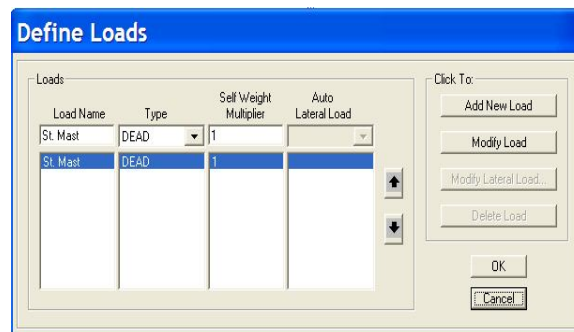 Define Loads
Loads
Load Name Type Self Weight Multiplier Auto Lateral Load
St. Mast DEAD 1
St. Mast DEAD 1
Click To:
Add New Load
Modify Load
Modify Lateral Load...
Delete Load
OK
Cancel